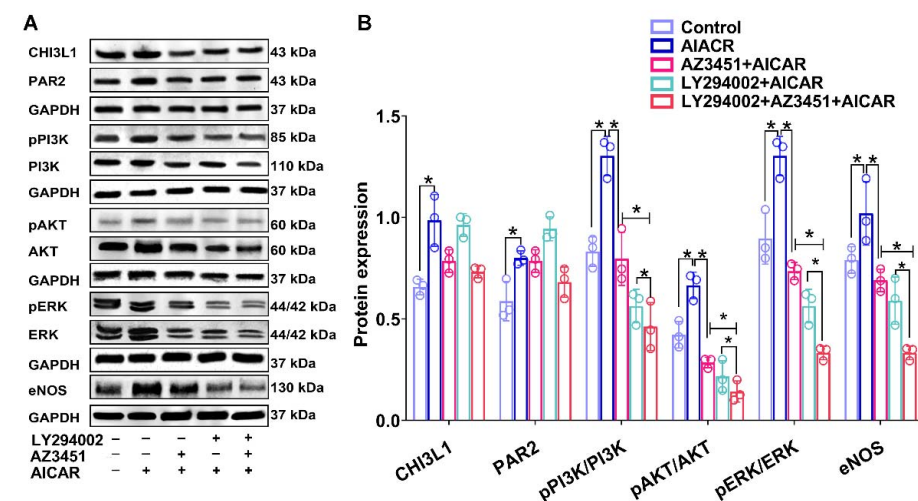 A
CHI3L1 43 kDa
PAR2 43 kDa
GAPDH 37 kDa
pPI3K 85 kDa
PI3K 110 kDa
GAPDH 37 kDa
pAKT 60 kDa
AKT 60 kDa
GAPDH 37 kDa
pERK 44/42 kDa
ERK 44/42 kDa
GAPDH 37 kDa
eNOS 130 kDa
GAPDH 37 kDa
LY294002 – – – + +
AZ3451 – – + – +
AICAR – + + + +
B
Control
AIACR
AZ3451+AICAR
LY294002+AICAR
LY294002+AZ3451+AICAR
Protein expression
1.5
1.0
0.5
0.0
* * * * * * * * * * * * * * * * * *
CHI3L1 PAR2 pPI3K/PI3K pAKT/AKT pERK/ERK eNOS